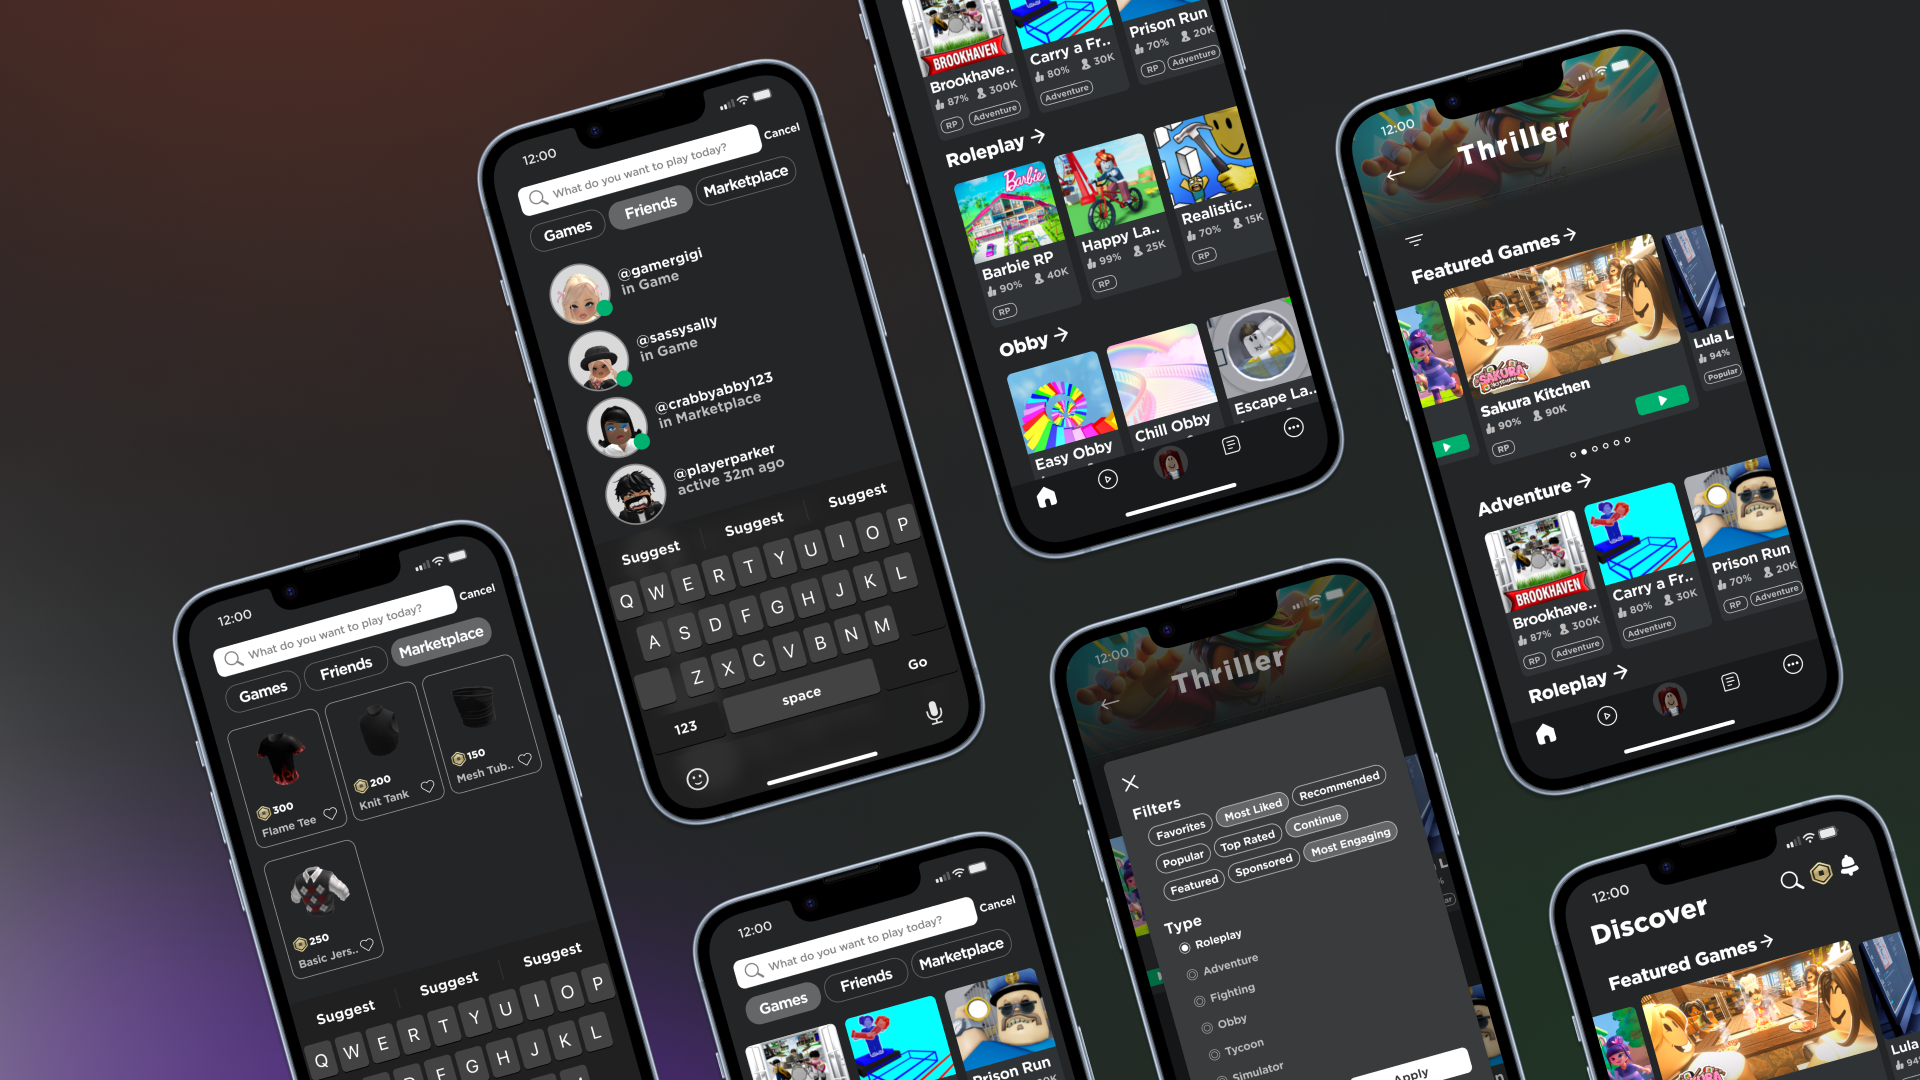 12:00
What do you want to play today?
Cancel
Games
Friends
Marketplace
@gamergigi
in Game
@sassysally
in Game
@crabbyabby123
in Marketplace
@playerparker
active 32m ago
Suggest
Suggest
Suggest
Q W E R T Y U I O P
A S D F G H J K L
Z X C V B N M
123
space
Go
BROOKHAVEN
Brookhave..
87% 300K
RP Adventure
Carry a Fr..
80% 30K
Adventure
Prison Run
70% 20K
RP Adventure
Roleplay
Barbie
Barbie RP
90% 40K
RP
Happy La..
99% 25K
RP
Realistic..
70% 15K
RP
Obby
Easy Obby
Chill Obby
Escape La..
12:00
Thriller
Featured Games
SAKURA
Sakura Kitchen
90% 90K
RP
Lula L
94%
Popular
Adventure
BROOKHAVEN
Brookhave..
87% 300K
RP Adventure
Carry a Fr..
80% 30K
Adventure
Prison Run
70% 20K
RP Adventure
Roleplay
12:00
What do you want to play today?
Cancel
Games
Friends
Marketplace
300
Flame Tee
200
Knit Tank
150
Mesh Tub..
250
Basic Jers..
Suggest
Suggest
Suggest
Q W E R T Y U I O P
D F G H J K L
12:00
What do you want to play today?
Cancel
Games
Friends
Marketplace
Prison Run
20K
12:00
Thriller
Filters
Favorites
Most Liked
Recommended
Popular
Top Rated
Continue
Featured
Sponsored
Most Engaging
Type
Roleplay
Adventure
Fighting
Obby
Tycoon
Simulator
Apply
12:00
Discover
Featured Games
SAKURA
Lula
94%